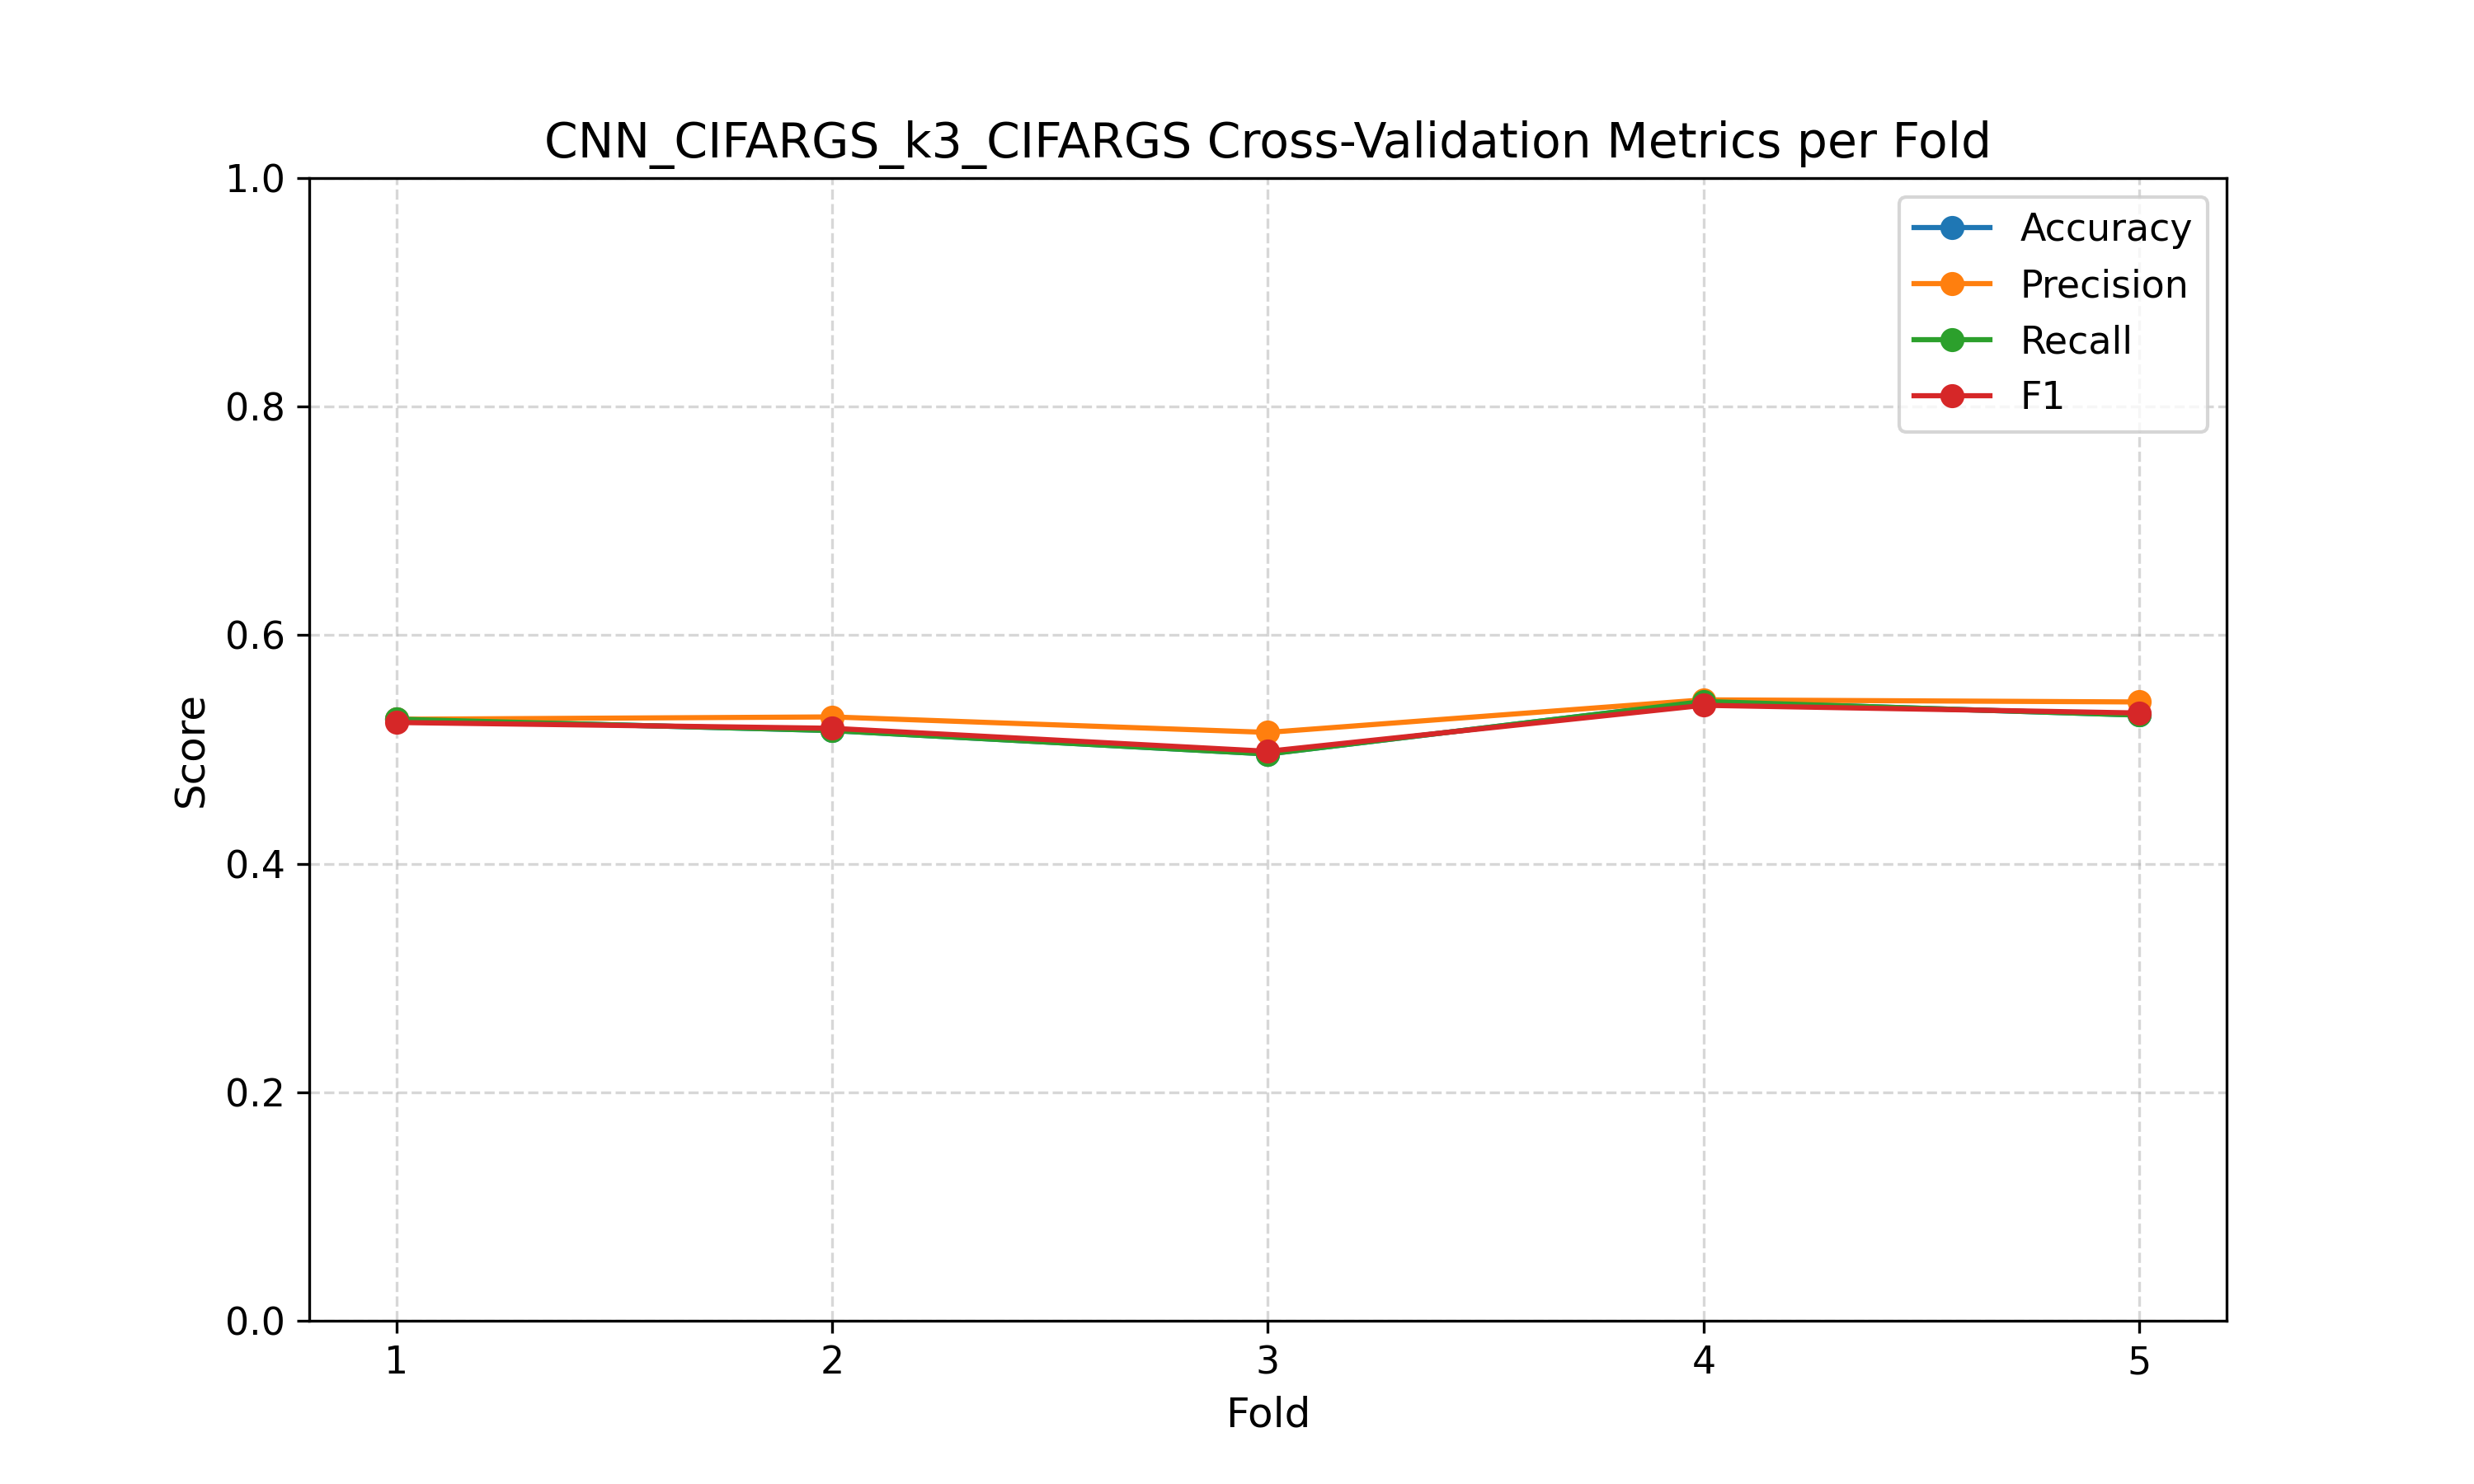 CNN_CIFARGS_k3_CIFARGS Cross-Validation Metrics per Fold
1.0
0.8
0.6
0.4
0.2
0.0
Score
Accuracy
Precision
Recall
F1
1 2 3 4 5
Fold